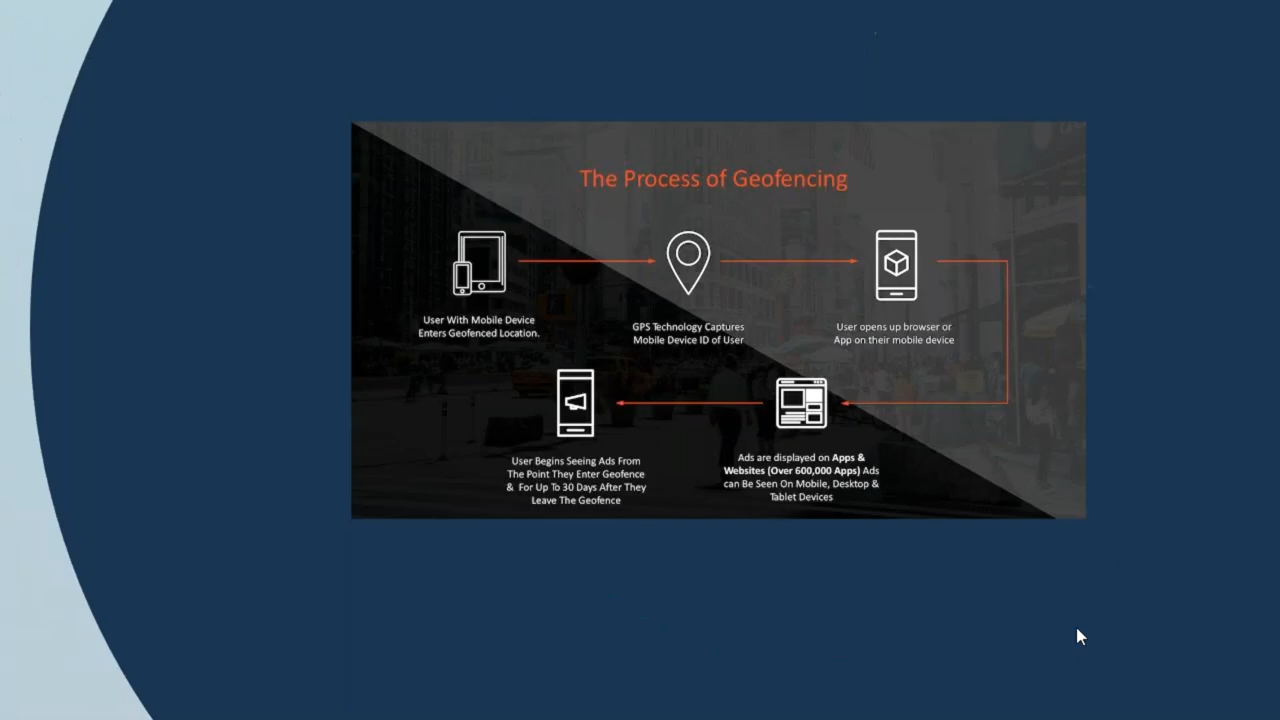 The Process of Geofencing
User With Mobile Device
Enters Geofenced Location.
GPS Technology Captures
Mobile Device ID of User
User opens up browser or
App on their mobile device
Ads are displayed on Apps &
Websites (Over 600,000 Apps) Ads
can Be Seen On Mobile, Desktop &
Tablet Devices
User Begins Seeing Ads From
The Point They Enter Geofence
& For Up To 30 Days After They
Leave The Geofence